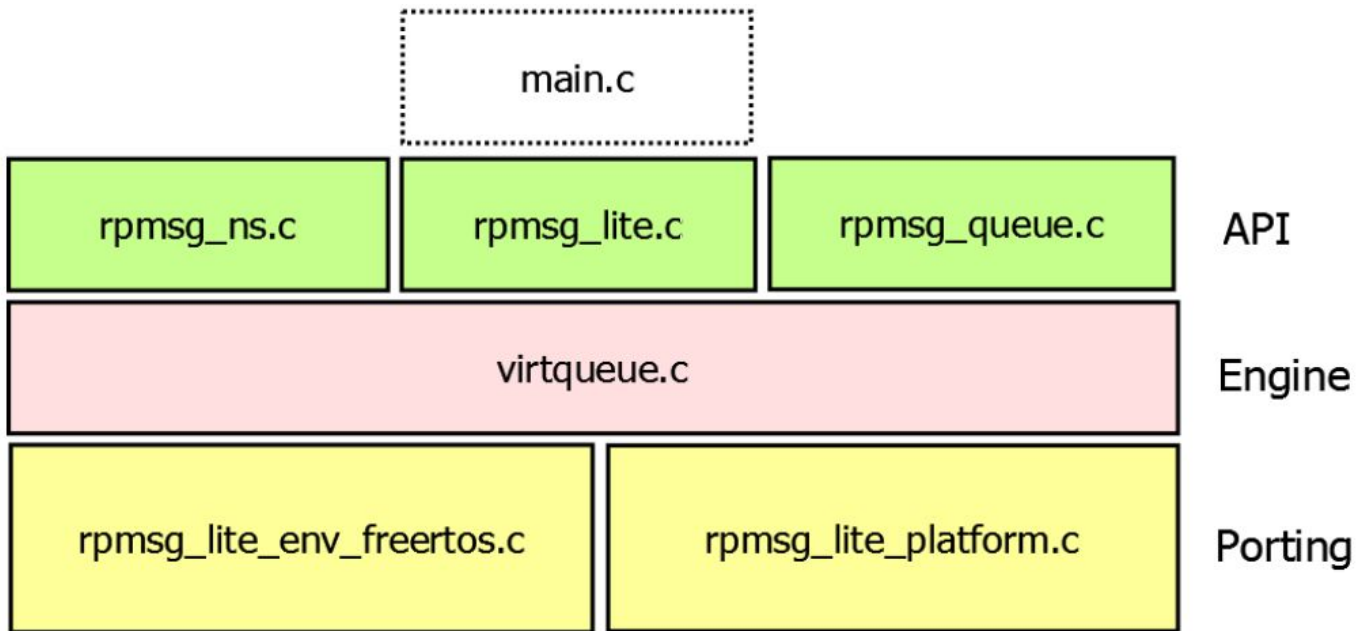 main.c
rpmsg_ns.c
rpmsg_lite.c
rpmsg_queue.c
API
virtqueue.c
Engine
rpmsg_lite_env_freertos.c
rpmsg_lite_platform.c
Porting